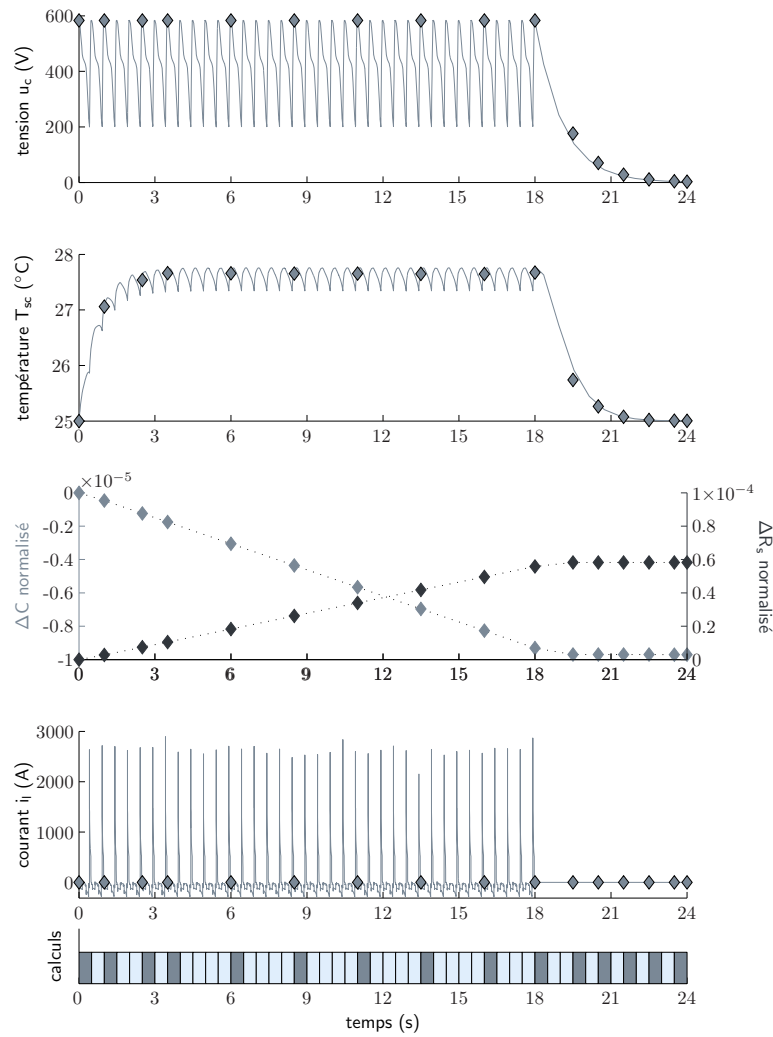 tension u_c (V)
600
400
200
0
0 3 6 9 12 15 18 21 24
température T_sc (°C)
28
27
26
25
0 3 6 9 12 15 18 21 24
×10⁻⁵
ΔC normalisé
0
-0.2
-0.4
-0.6
-0.8
-1
1×10⁻⁴
0.8
0.6
0.4
0.2
0
ΔR_s normalisé
0 3 6 9 12 15 18 21 24
courant i_l (A)
3000
2000
1000
0
0 3 6 9 12 15 18 21 24
calculs
0 3 6 9 12 15 18 21 24
temps (s)